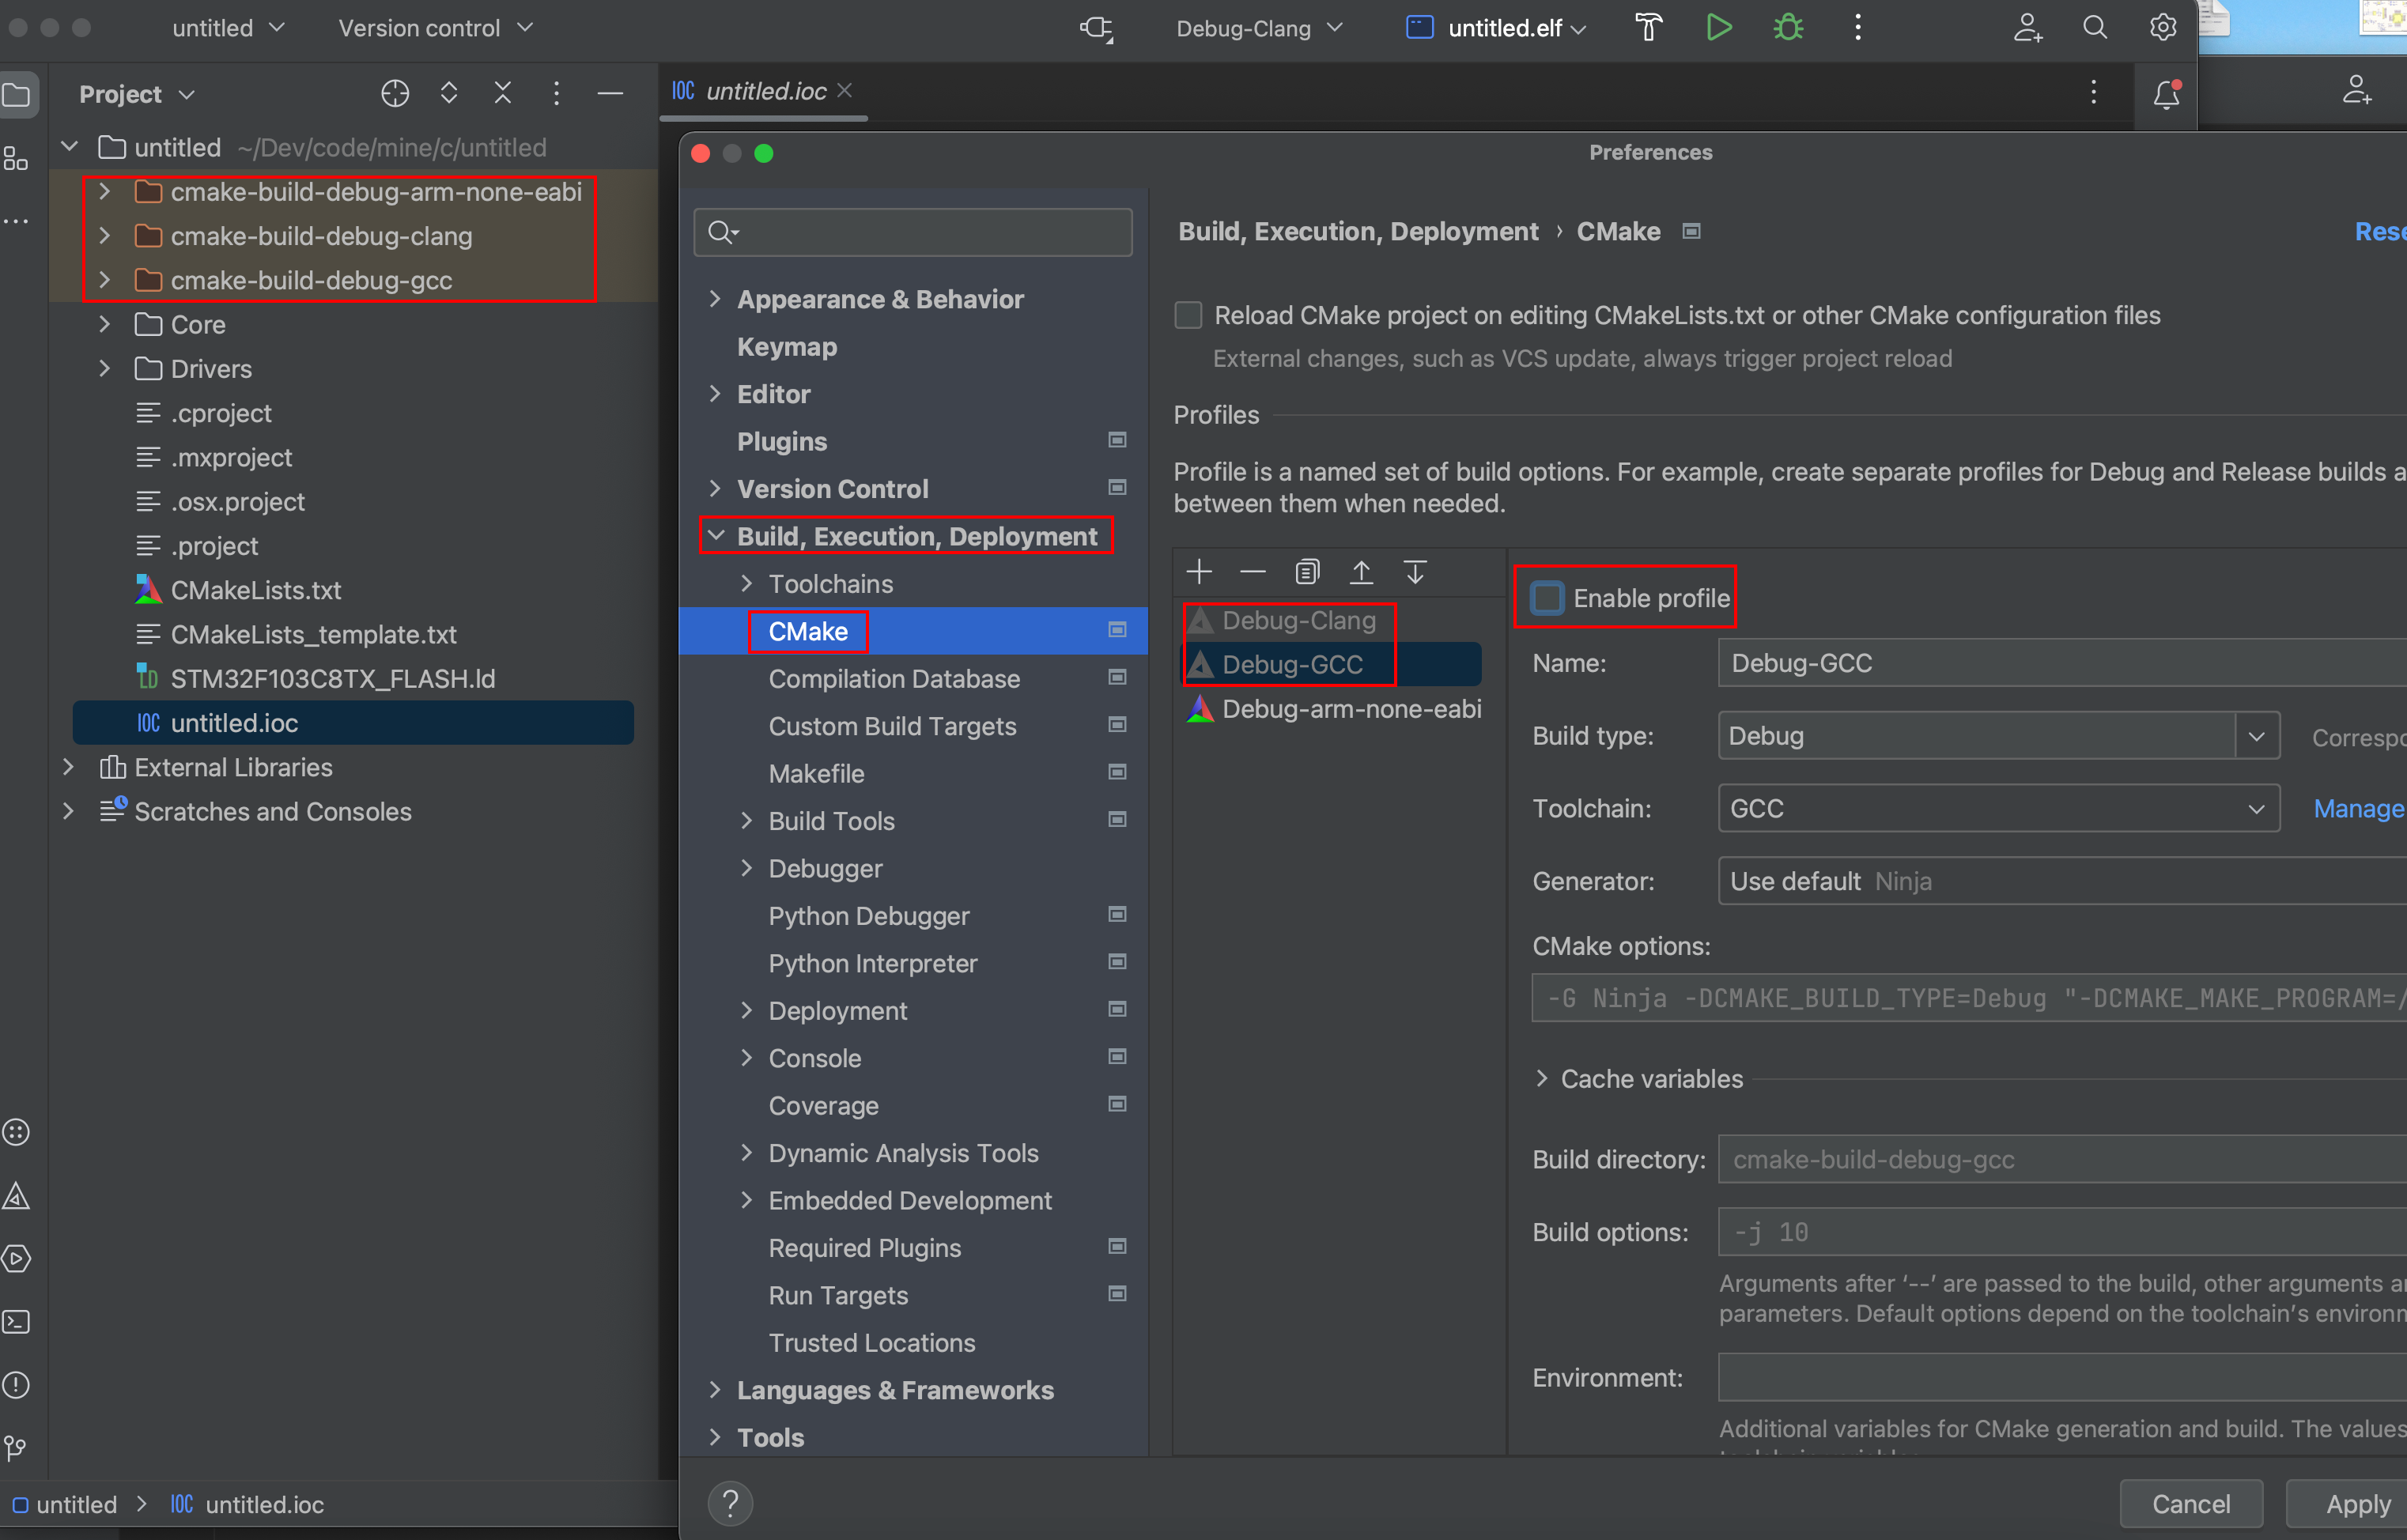 untitled
Version control
Debug-Clang
untitled.elf
Project
IOC untitled.ioc
untitled ~/Dev/code/mine/c/untitled
cmake-build-debug-arm-none-eabi
cmake-build-debug-clang
cmake-build-debug-gcc
Core
Drivers
.cproject
.mxproject
.osx.project
.project
CMakeLists.txt
CMakeLists_template.txt
LD STM32F103C8TX_FLASH.ld
IOC untitled.ioc
External Libraries
Scratches and Consoles
Preferences
Appearance & Behavior
Keymap
Editor
Plugins
Version Control
Build, Execution, Deployment
Toolchains
CMake
Compilation Database
Custom Build Targets
Makefile
Build Tools
Debugger
Python Debugger
Python Interpreter
Deployment
Console
Coverage
Dynamic Analysis Tools
Embedded Development
Required Plugins
Run Targets
Trusted Locations
Languages & Frameworks
Tools
Build, Execution, Deployment › CMake
Rese
Reload CMake project on editing CMakeLists.txt or other CMake configuration files
External changes, such as VCS update, always trigger project reload
Profiles
Profile is a named set of build options. For example, create separate profiles for Debug and Release builds a
between them when needed.
Debug-Clang
Debug-GCC
Debug-arm-none-eabi
Enable profile
Name: Debug-GCC
Build type: Debug Correspo
Toolchain: GCC Manage
Generator: Use default Ninja
CMake options:
-G Ninja -DCMAKE_BUILD_TYPE=Debug "-DCMAKE_MAKE_PROGRAM=/
Cache variables
Build directory: cmake-build-debug-gcc
Build options: -j 10
Arguments after ‘--’ are passed to the build, other arguments a
parameters. Default options depend on the toolchain’s environm
Environment:
Additional variables for CMake generation and build. The values
?
Cancel
Apply
untitled > IOC untitled.ioc